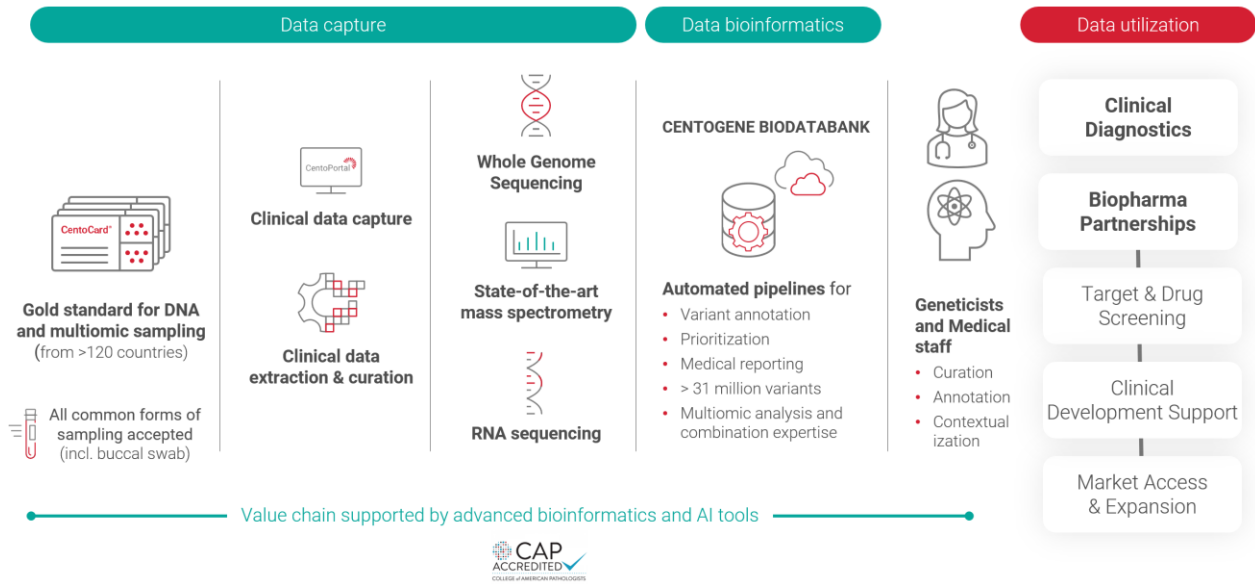 Data capture
Data bioinformatics
Data utilization
CentoCard®
Gold standard for DNA
and multiomic sampling
(from >120 countries)
All common forms of
sampling accepted
(incl. buccal swab)
CentoPortal
Clinical data capture
Clinical data
extraction & curation
Whole Genome
Sequencing
State-of-the-art
mass spectrometry
RNA sequencing
CENTOGENE BIODATABANK
Automated pipelines for
• Variant annotation
• Prioritization
• Medical reporting
• > 31 million variants
• Multiomic analysis and
combination expertise
Geneticists
and Medical
staff
• Curation
• Annotation
• Contextual
ization
Clinical
Diagnostics
Biopharma
Partnerships
Target & Drug
Screening
Clinical
Development Support
Market Access
& Expansion
Value chain supported by advanced bioinformatics and AI tools
CAP
ACCREDITED
COLLEGE of AMERICAN PATHOLOGISTS